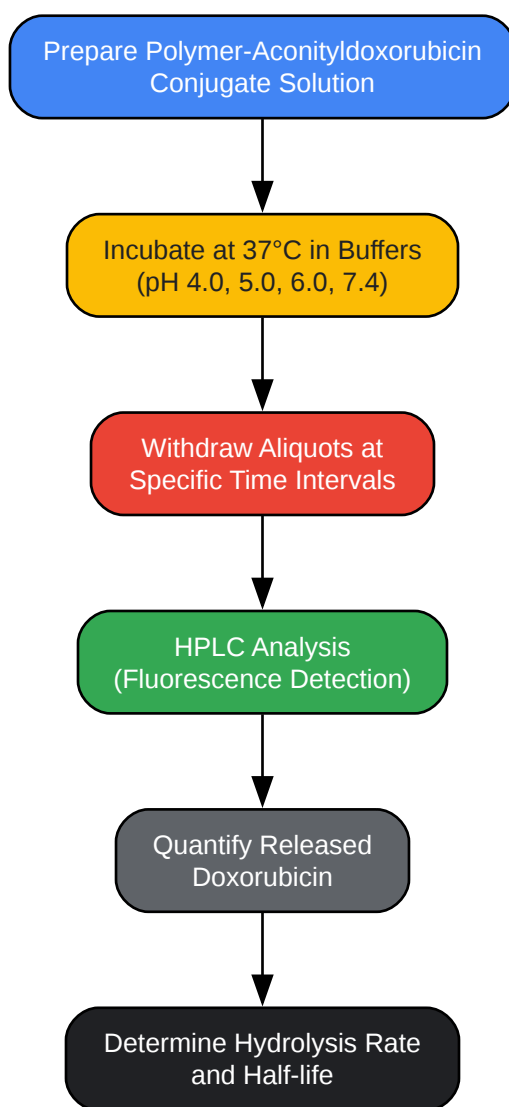 Prepare Polymer-Aconityldoxorubicin
Conjugate Solution
Incubate at 37°C in Buffers
(pH 4.0, 5.0, 6.0, 7.4)
Withdraw Aliquots at
Specific Time Intervals
HPLC Analysis
(Fluorescence Detection)
Quantify Released
Doxorubicin
Determine Hydrolysis Rate
and Half-life